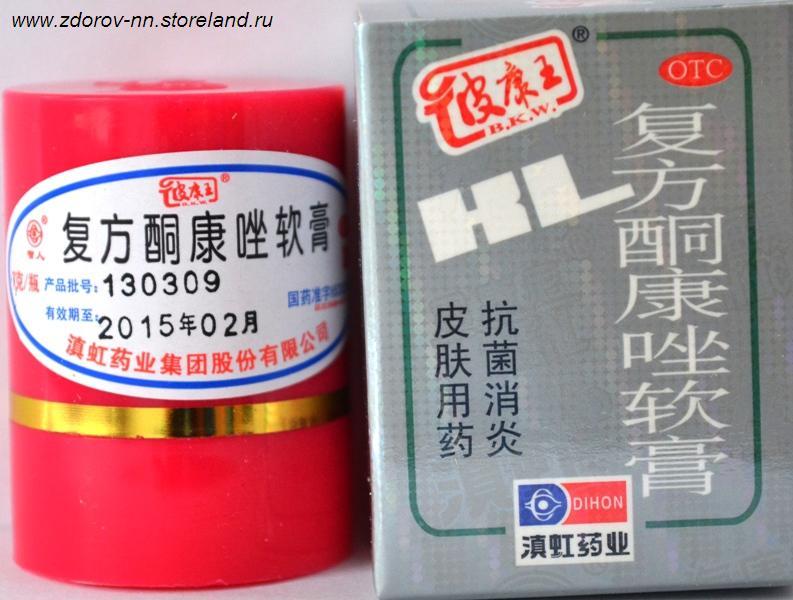 www.zdorov-nn.storeland.ru
皮康王®
B.K.W.
复方酮康唑软膏
克/瓶 产品批号:130309
国药准字
有效期至:2015年02月
滇虹药业集团股份有限公司
皮康王®
B.K.W.
OTC
KL
复方酮康唑软膏
抗菌消炎
皮肤用药
DIHON
滇虹药业